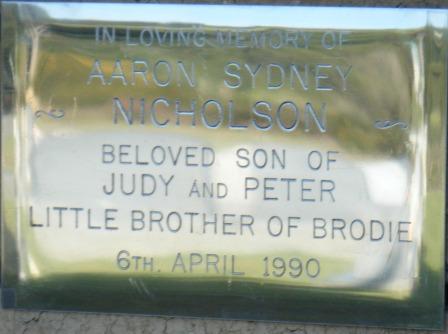 IN LOVING MEMORY OF
AARON SYDNEY
NICHOLSON
BELOVED SON OF
JUDY AND PETER
LITTLE BROTHER OF BRODIE
6TH. APRIL 1990